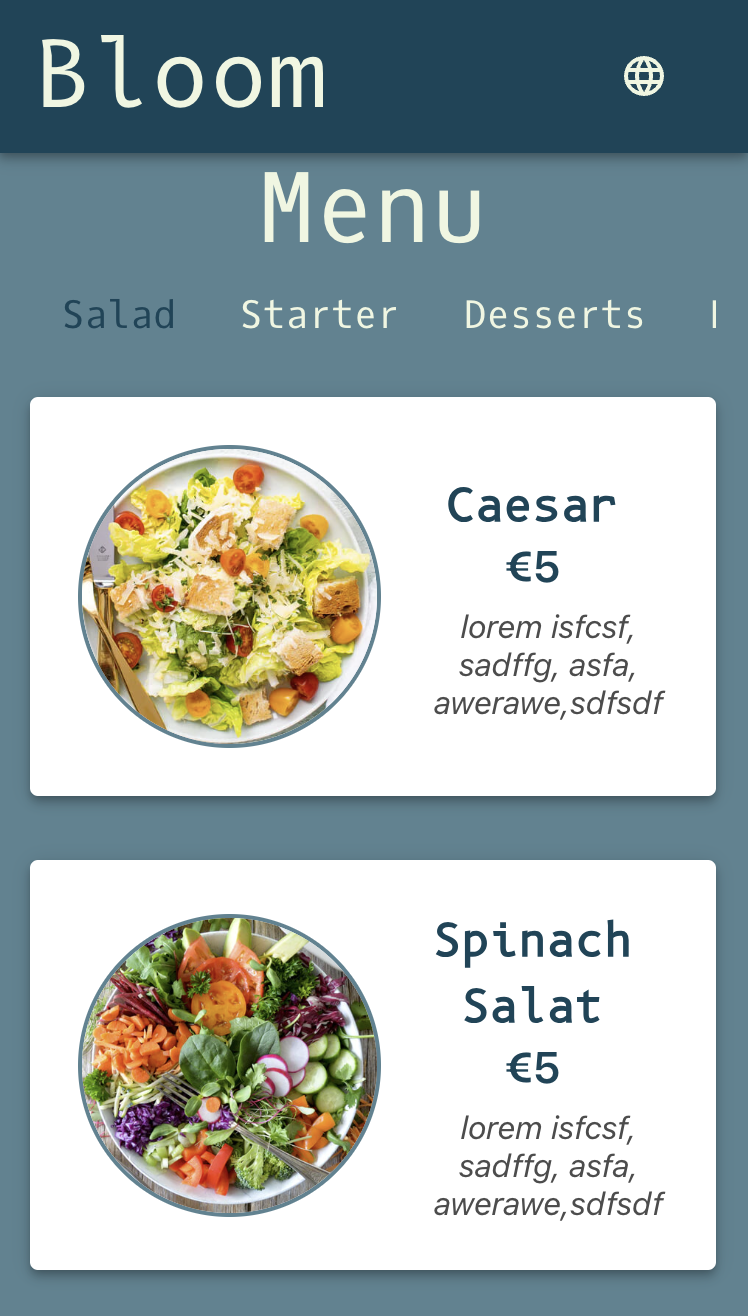 Bloom
Menu
Salad Starter Desserts
Caesar
€5
lorem isfcsf,
sadffg, asfa,
awerawe,sdfsdf
Spinach
Salat
€5
lorem isfcsf,
sadffg, asfa,
awerawe,sdfsdf